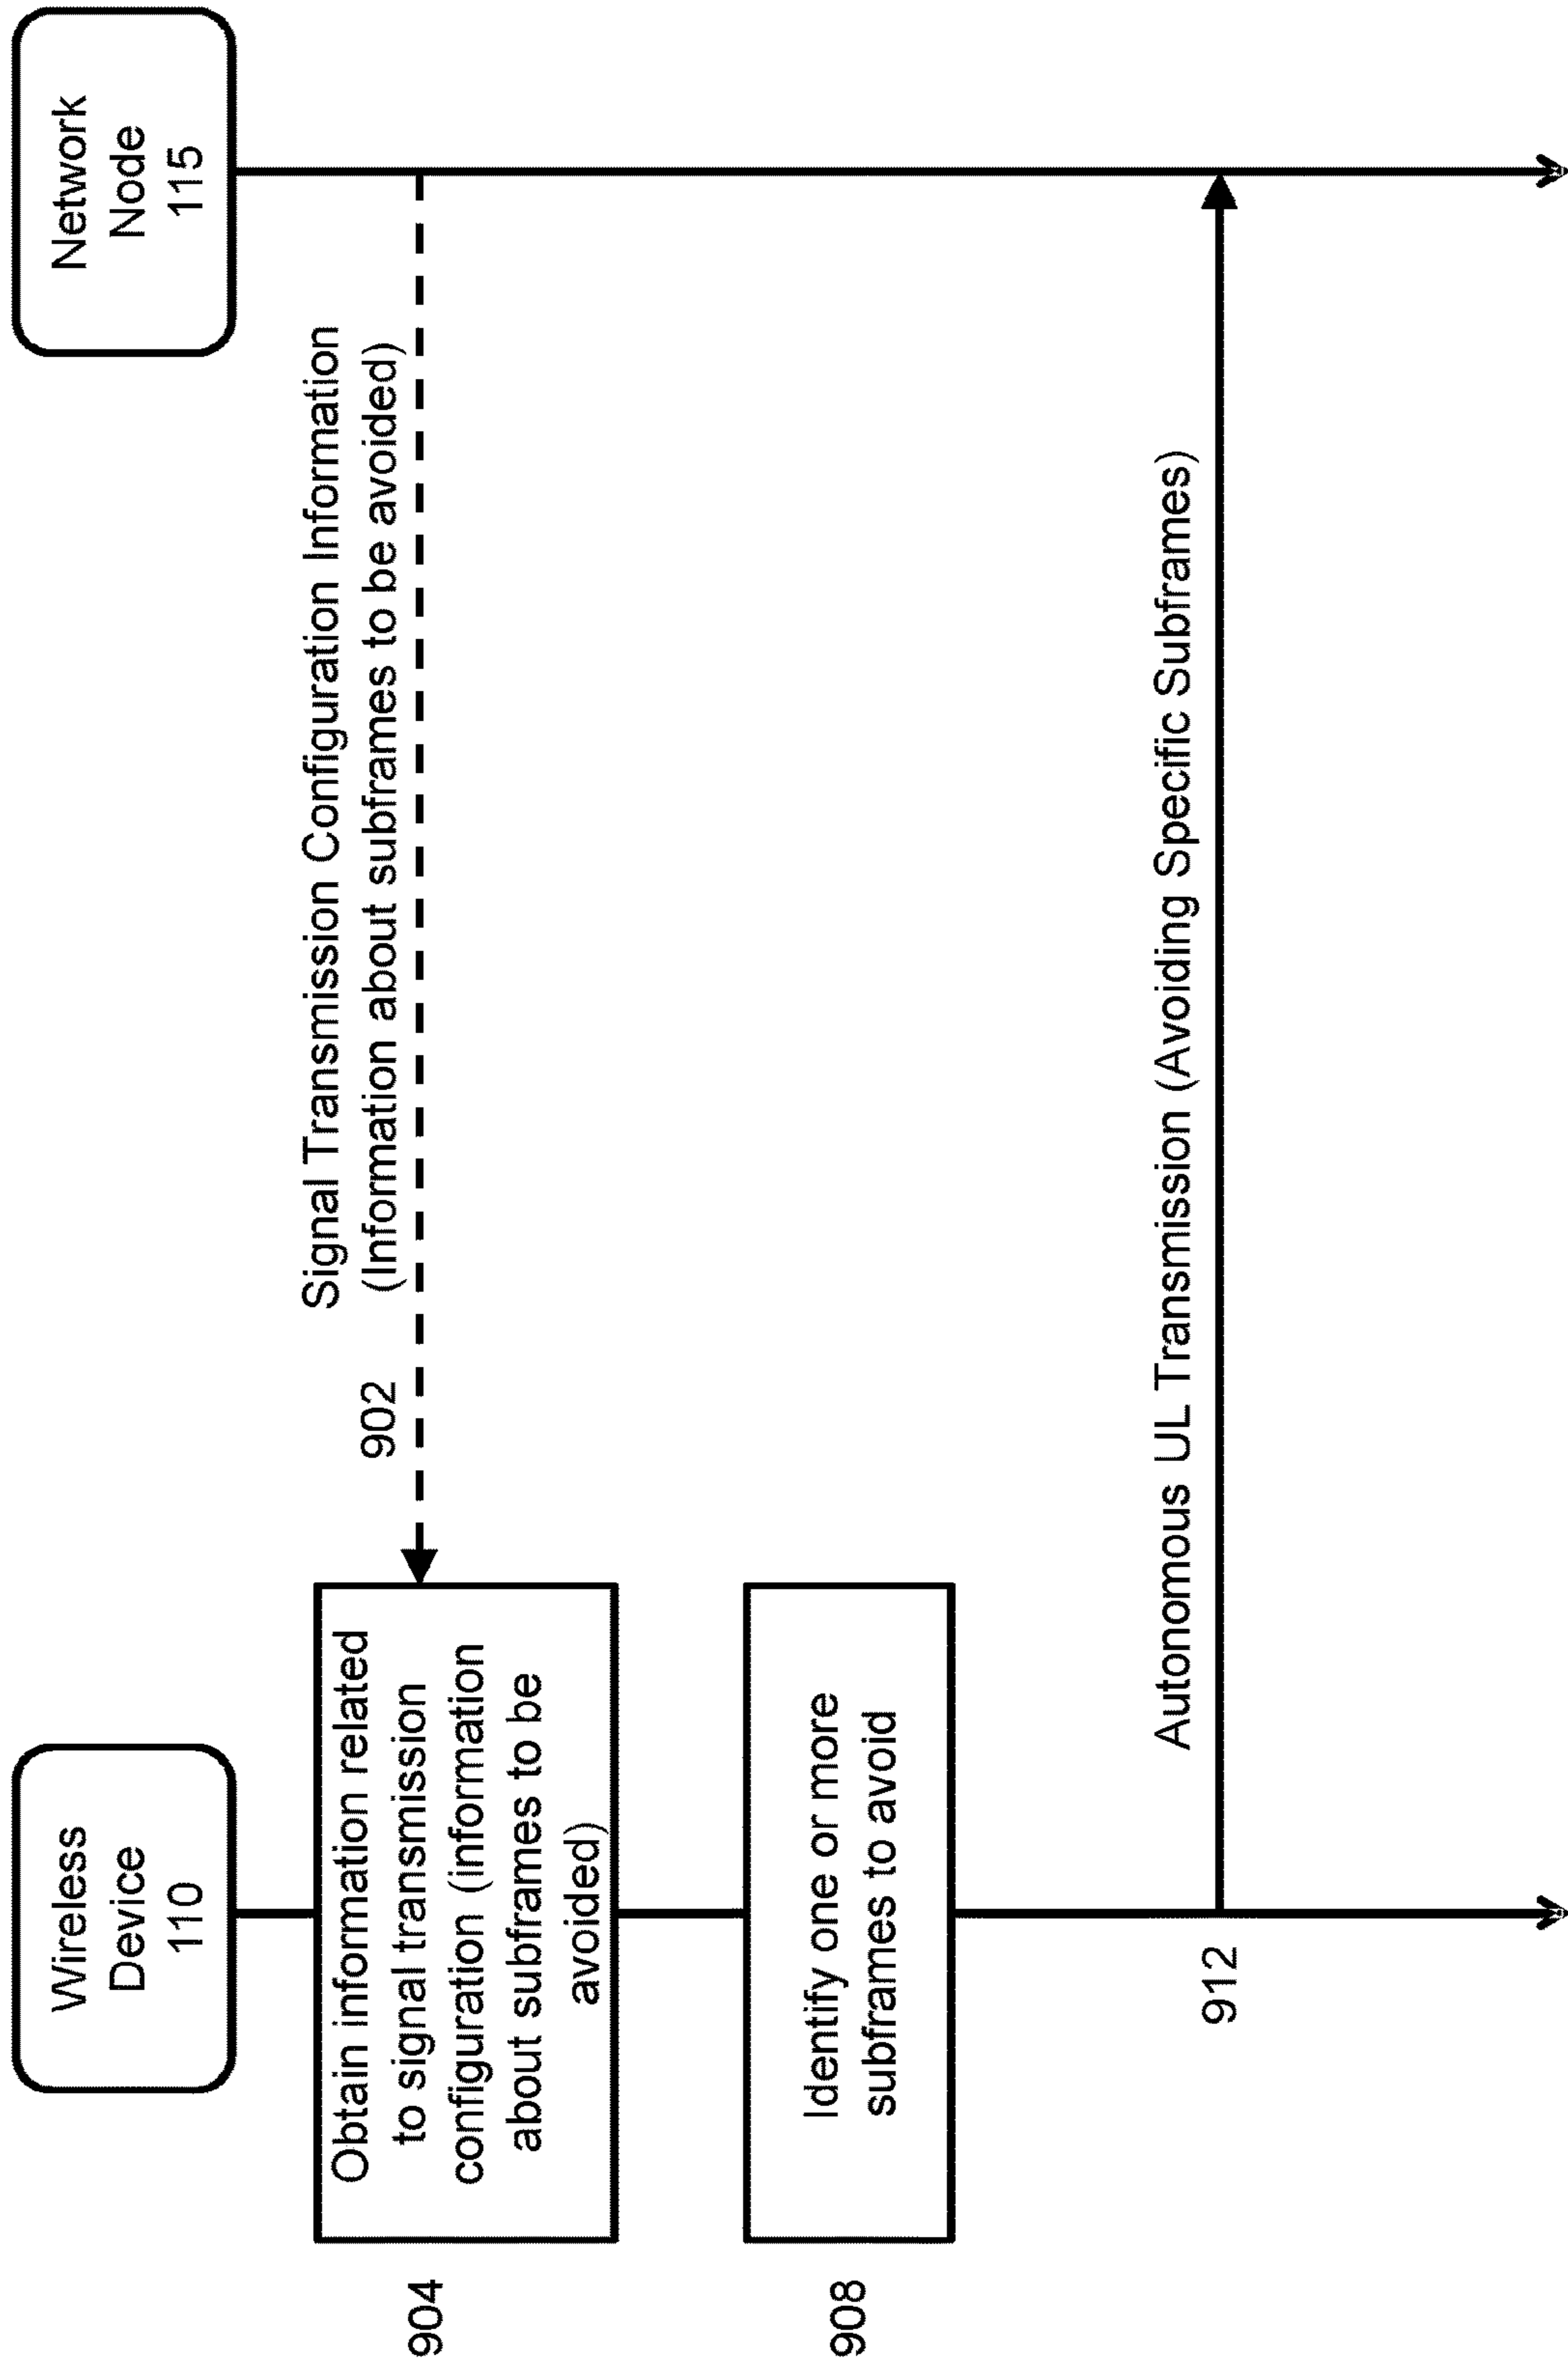 Wireless
Device
110
Network
Node
115
Signal Transmission Configuration Information
(Information about subframes to be avoided)
902
904
Obtain information related
to signal transmission
configuration (information
about subframes to be
avoided)
908
Identify one or more
subframes to avoid
Autonomous UL Transmission (Avoiding Specific Subframes)
912